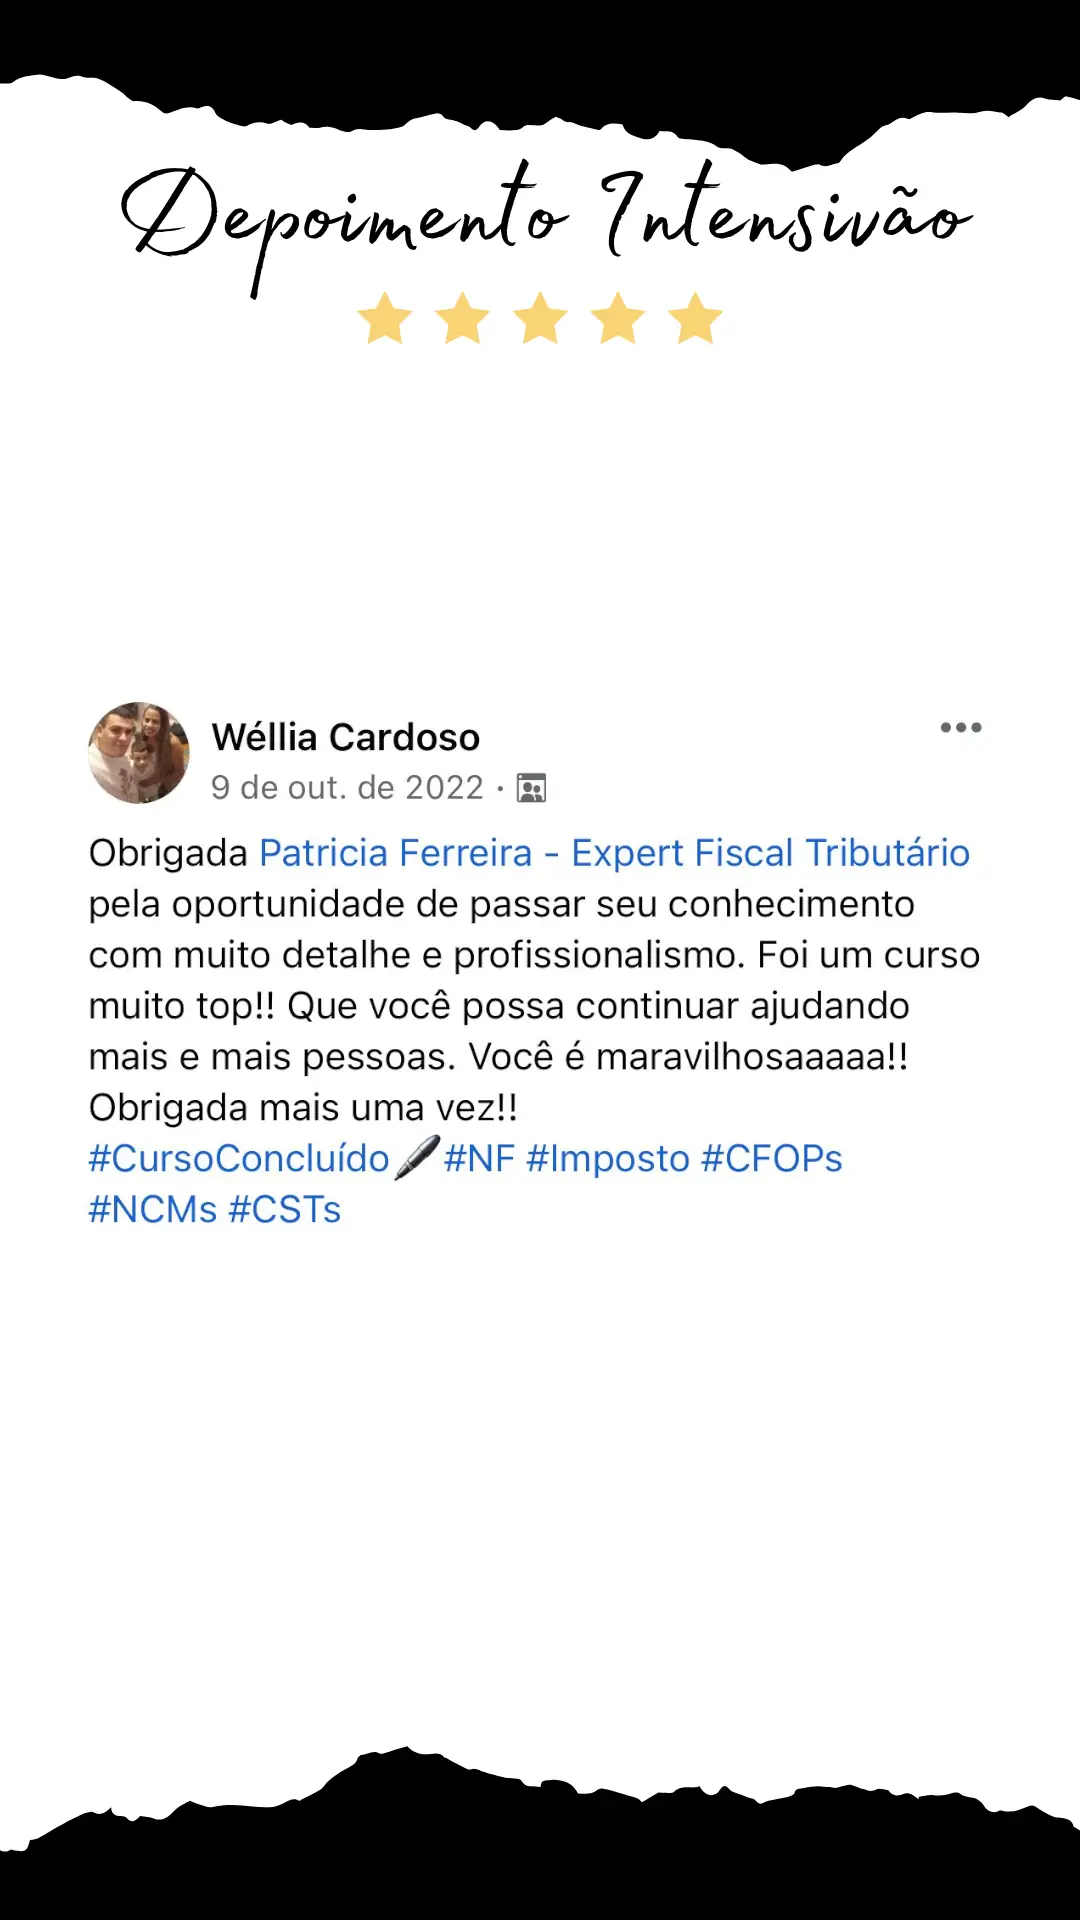 Depoimento Intensivão
Wéllia Cardoso
9 de out. de 2022 ·
Obrigada Patricia Ferreira - Expert Fiscal Tributário
pela oportunidade de passar seu conhecimento
com muito detalhe e profissionalismo. Foi um curso
muito top!! Que você possa continuar ajudando
mais e mais pessoas. Você é maravilhosaaaaa!!
Obrigada mais uma vez!!
#CursoConcluído🖊️#NF #Imposto #CFOPs
#NCMs #CSTs